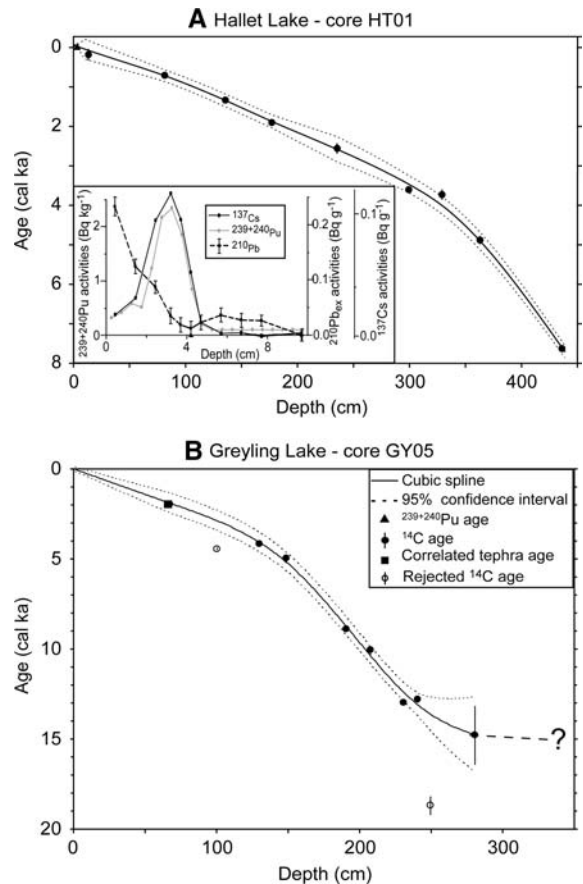 A Hallet Lake - core HT01
Age (cal ka)
0
2
4
6
8
239+240Pu activities (Bq kg-1)
2
1
0
137Cs
239+240Pu
210Pb
0.2
0.1
0.0
210Pbex activities (Bq g-1)
0.1
0.0
137Cs activities (Bq g-1)
0 4 8
Depth (cm)
0 100 200 300 400
Depth (cm)
B Greyling Lake - core GY05
Age (cal ka)
0
5
10
15
20
Cubic spline
95% confidence interval
239+240Pu age
14C age
Correlated tephra age
Rejected 14C age
?
0 100 200 300
Depth (cm)